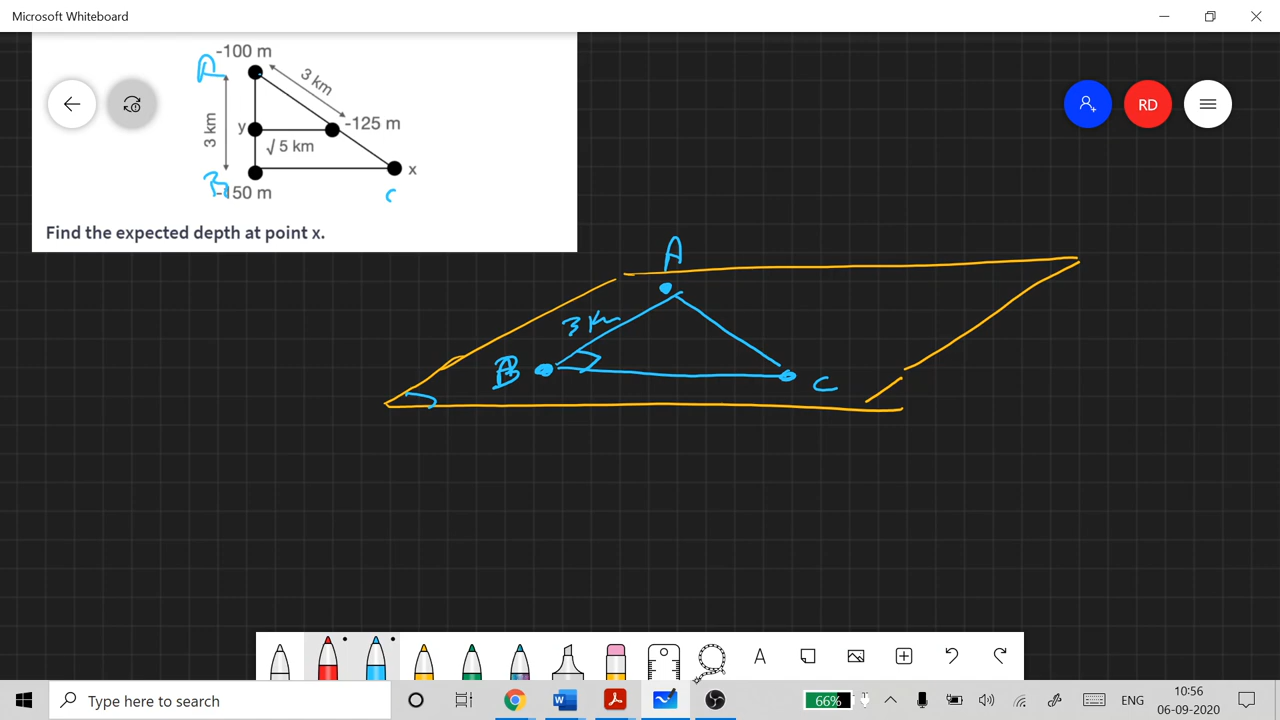 Microsoft Whiteboard
-100 m
A
3 km
3 km
y
-125 m
√5 km
x
B
-150 m
C
Find the expected depth at point x.
RD
A
3 Km
B
C
A
Type here to search
66%
ENG
10:56
06-09-2020